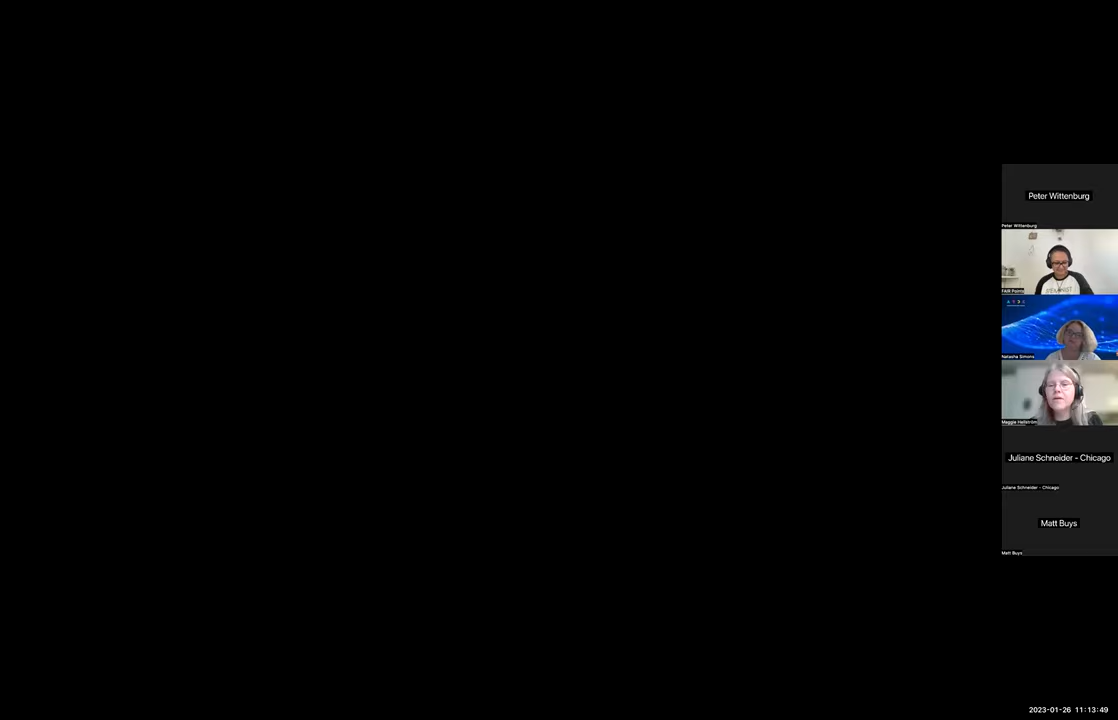 Peter Wittenburg
Peter Wittenburg
FAIR Points
ARDC
Natasha Simons
Maggie Hellström
Juliane Schneider - Chicago
Juliane Schneider - Chicago
Matt Buys
Matt Buys
2023-01-26 11:13:49